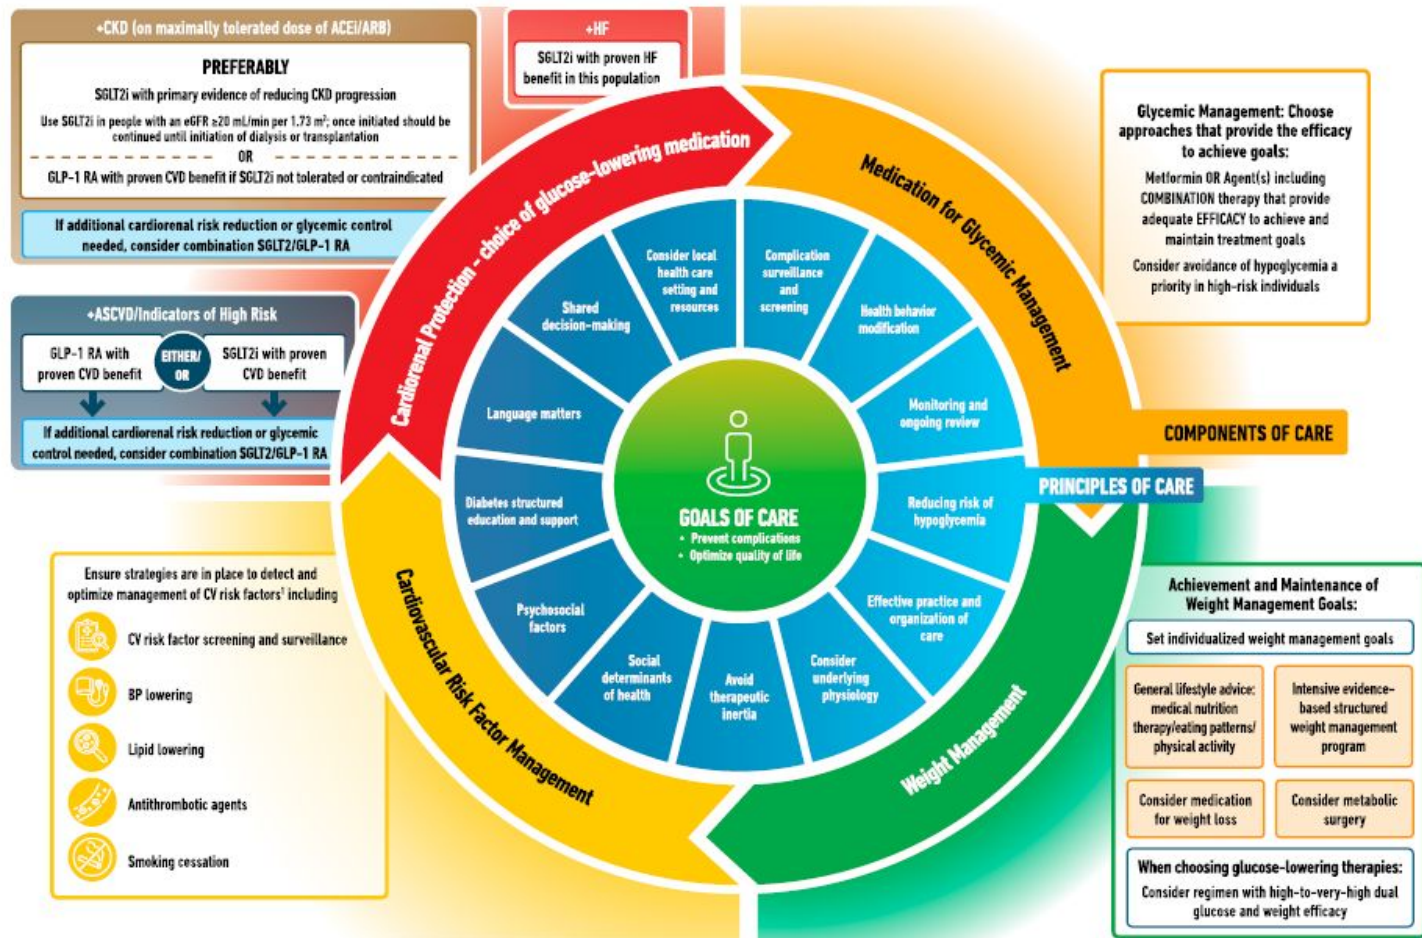 +CKD (on maximally tolerated dose of ACEi/ARB)
PREFERABLY
SGLT2i with primary evidence of reducing CKD progression
Use SGLT2i in people with an eGFR ≥20 mL/min per 1.73 m²; once initiated should be
continued until initiation of dialysis or transplantation
OR
GLP-1 RA with proven CVD benefit if SGLT2i not tolerated or contraindicated
If additional cardiorenal risk reduction or glycemic control
needed, consider combination SGLT2/GLP-1 RA
+HF
SGLT2i with proven HF
benefit in this population
+ASCVD/Indicators of High Risk
GLP-1 RA with
proven CVD benefit
EITHER/
OR
SGLT2i with proven
CVD benefit
If additional cardiorenal risk reduction or glycemic
control needed, consider combination SGLT2/GLP-1 RA
Ensure strategies are in place to detect and
optimize management of CV risk factors¹ including
CV risk factor screening and surveillance
BP lowering
Lipid lowering
Antithrombotic agents
Smoking cessation
Cardiorenal Protection - choice of glucose-lowering medication
Medication for Glycemic Management
Weight Management
Cardiovascular Risk Factor Management
Consider local
health care
setting and
resources
Complication
surveillance
and
screening
Health behavior
modification
Monitoring and
ongoing review
Reducing risk of
hypoglycemia
Effective practice and
organization of
care
Consider
underlying
physiology
Avoid
therapeutic
inertia
Social
determinants
of health
Psychosocial
factors
Diabetes structured
education and support
Language matters
Shared
decision-making
GOALS OF CARE
• Prevent complications
• Optimize quality of life
Glycemic Management: Choose
approaches that provide the efficacy
to achieve goals:
Metformin OR Agent(s) including
COMBINATION therapy that provide
adequate EFFICACY to achieve and
maintain treatment goals
Consider avoidance of hypoglycemia a
priority in high-risk individuals
COMPONENTS OF CARE
PRINCIPLES OF CARE
Achievement and Maintenance of
Weight Management Goals:
Set individualized weight management goals
General lifestyle advice:
medical nutrition
therapy/eating patterns/
physical activity
Intensive evidence-
based structured
weight management
program
Consider medication
for weight loss
Consider metabolic
surgery
When choosing glucose-lowering therapies:
Consider regimen with high-to-very-high dual
glucose and weight efficacy